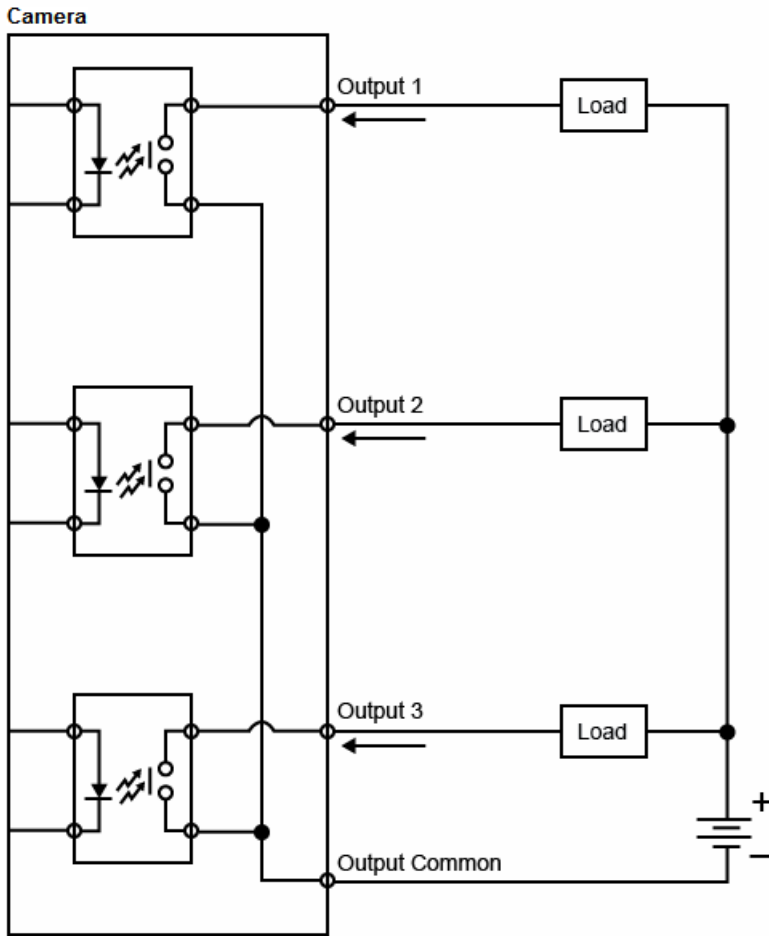 Camera
Output 1
Load
Output 2
Load
Output 3
Load
+
Output Common
−